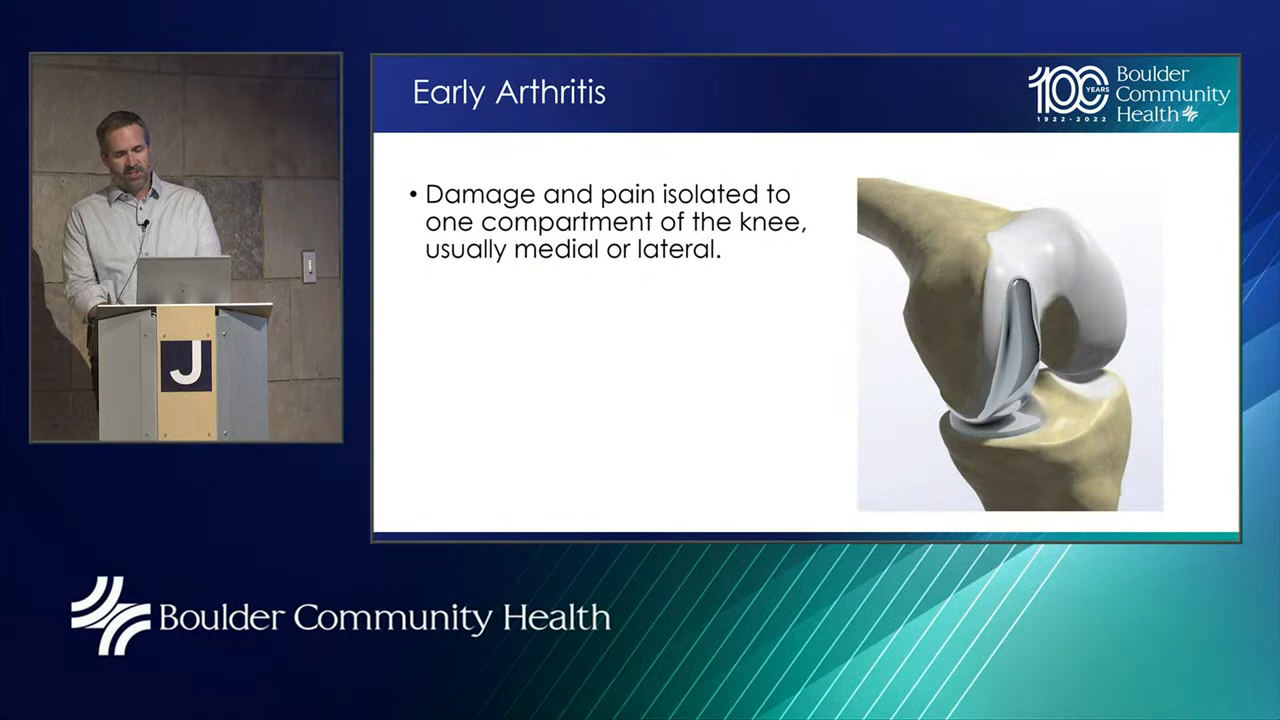 Early Arthritis
100
YEARS
1922-2022
Boulder
Community
Health
• Damage and pain isolated to
one compartment of the knee,
usually medial or lateral.
J
Boulder Community Health